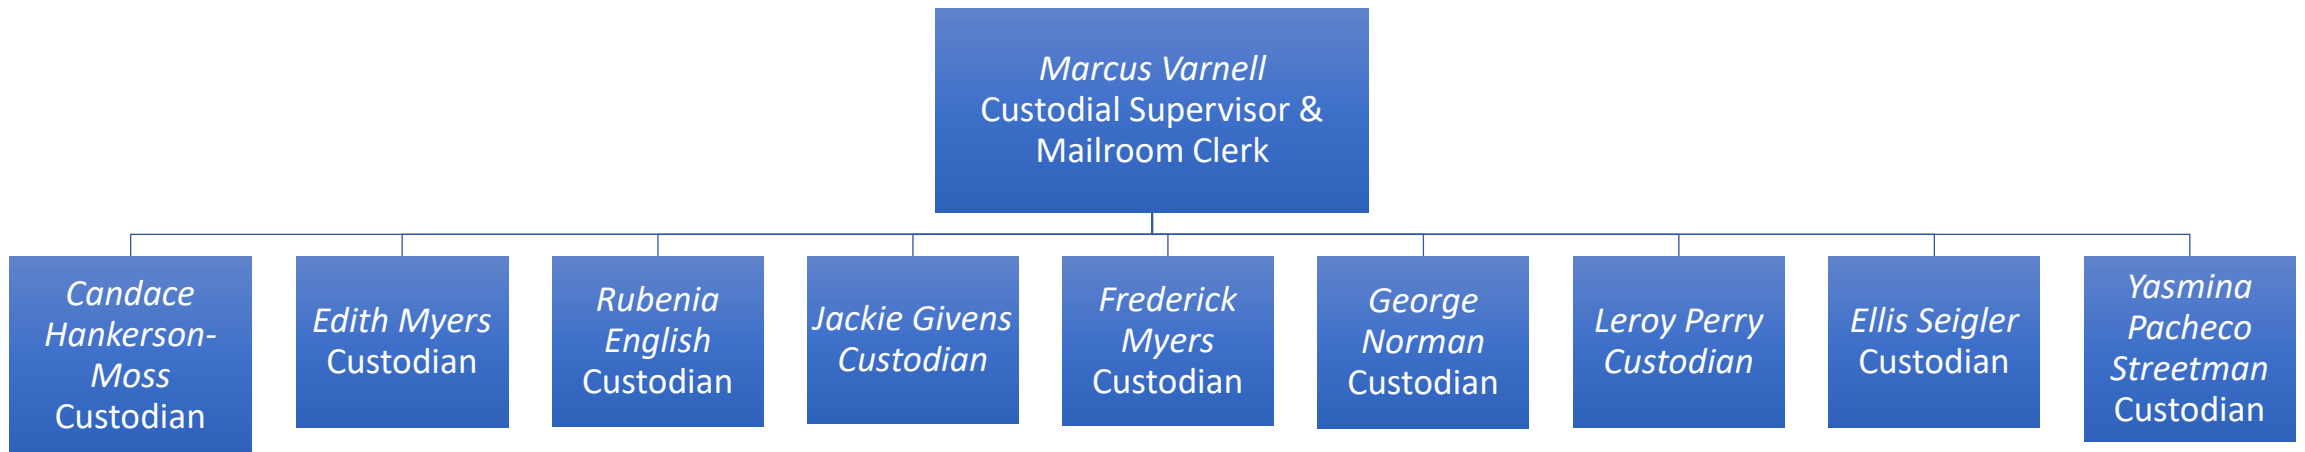 Marcus Varnell
Custodial Supervisor &
Mailroom Clerk
Candace
Hankerson-
Moss
Custodian
Edith Myers
Custodian
Rubenia
English
Custodian
Jackie Givens
Custodian
Frederick
Myers
Custodian
George
Norman
Custodian
Leroy Perry
Custodian
Ellis Seigler
Custodian
Yasmina
Pacheco
Streetman
Custodian